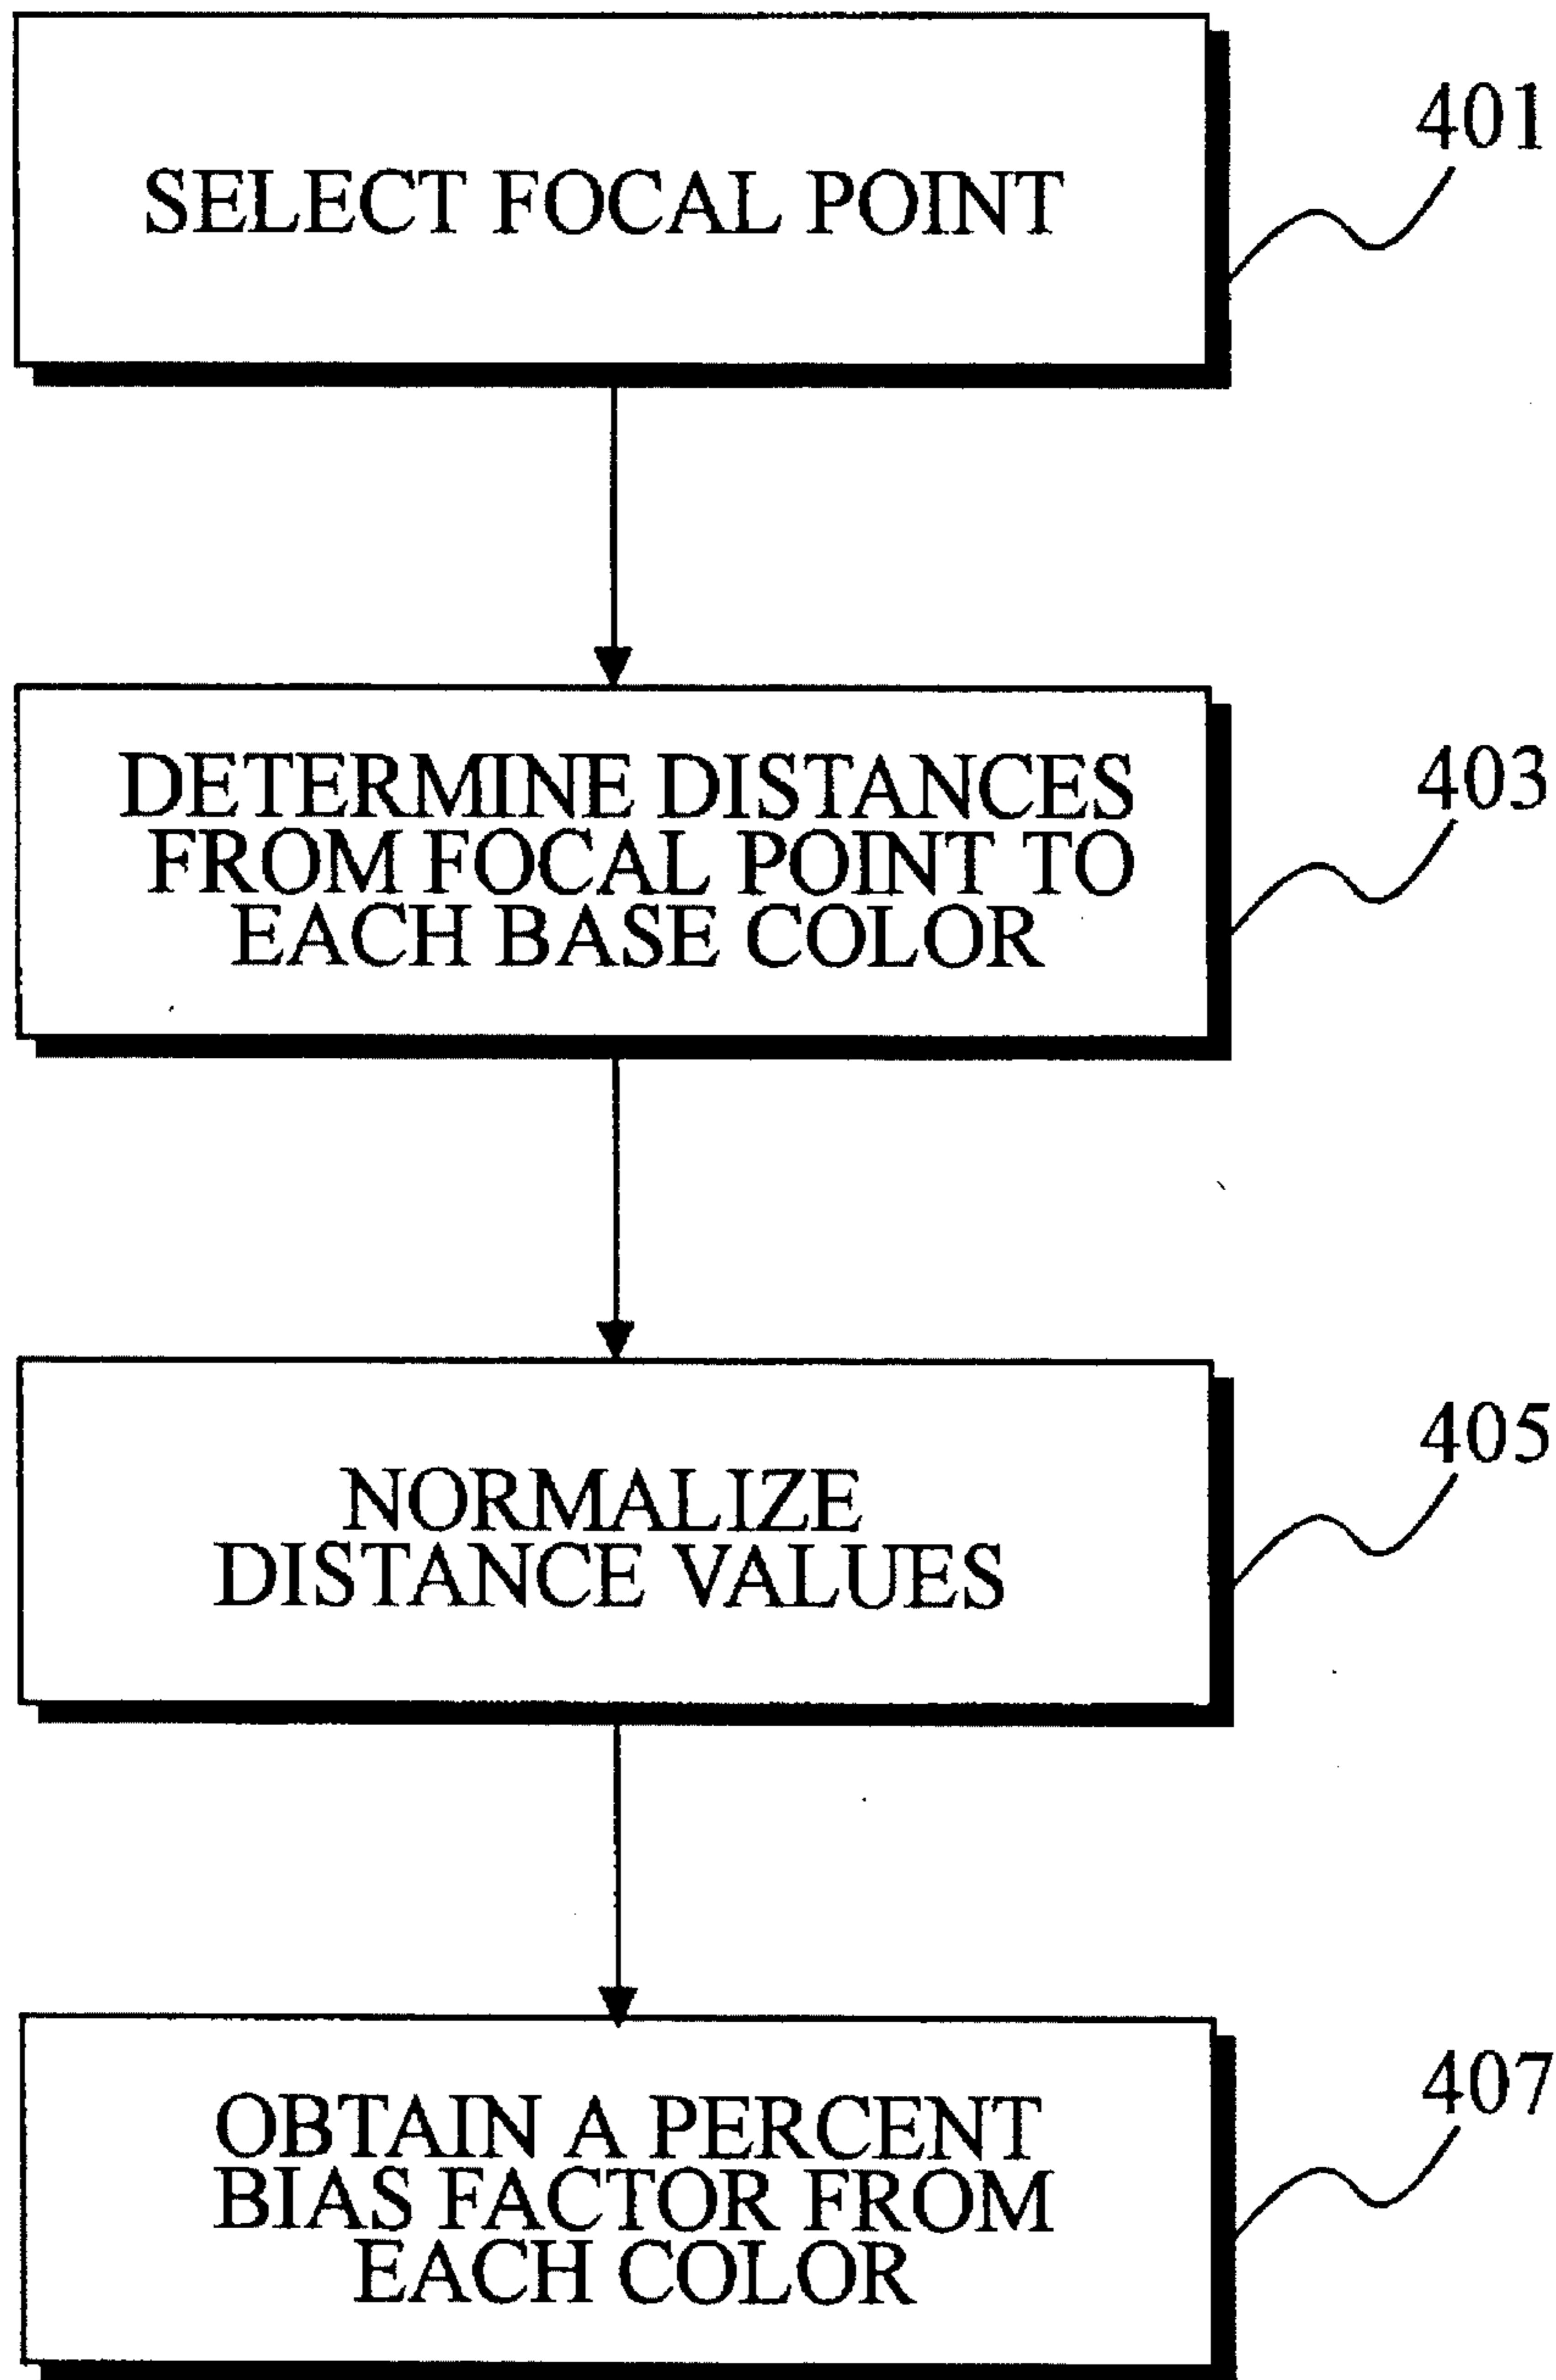 SELECT FOCAL POINT
401
DETERMINE DISTANCES
FROM FOCAL POINT TO
EACH BASE COLOR
403
NORMALIZE
DISTANCE VALUES
405
OBTAIN A PERCENT
BIAS FACTOR FROM
EACH COLOR
407